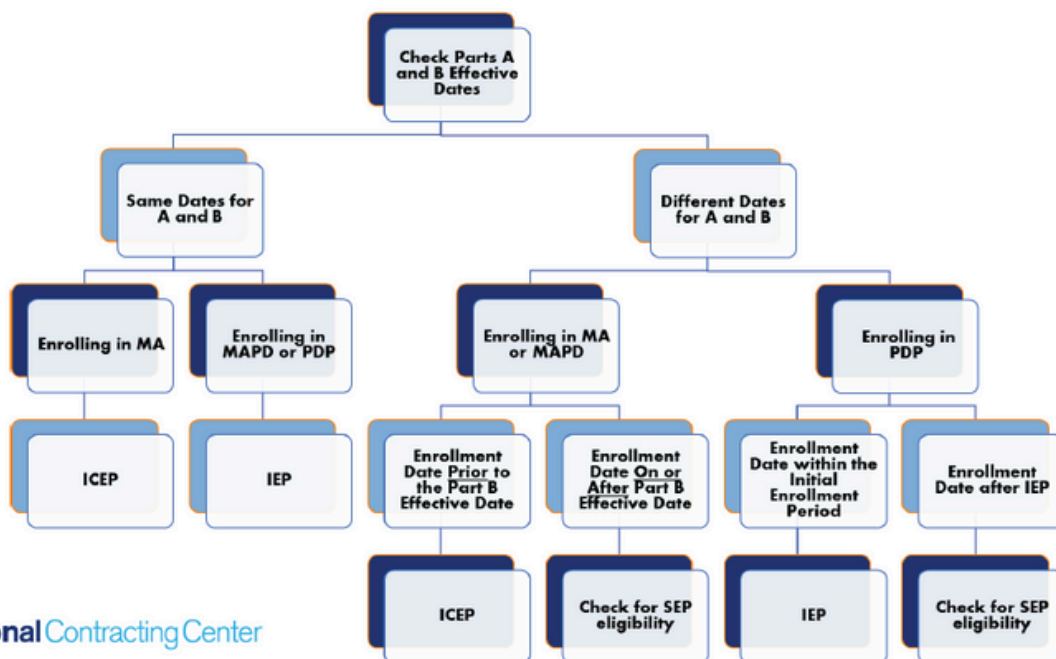 Check Parts A
and B Effective
Dates
Same Dates for
A and B
Different Dates
for A and B
Enrolling in MA
Enrolling in
MAPD or PDP
Enrolling in MA
or MAPD
Enrolling in
PDP
ICEP
IEP
Enrollment
Date Prior to
the Part B
Effective Date
Enrollment
Date On or
After Part B
Effective Date
Enrollment
Date within the
Initial
Enrollment
Period
Enrollment
Date after IEP
ICEP
Check for SEP
eligibility
IEP
Check for SEP
eligibility
onal Contracting Center